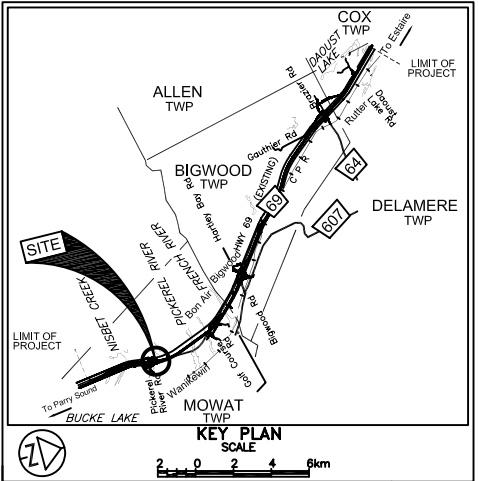 COX
TWP
To Estaire
DAOUST
LAKE
LIMIT OF
PROJECT
Brazier Rd
ALLEN
TWP
Rutter
Daoust
Lake Rd
Gauthier Rd
64
BIGWOOD
TWP
(EXISTING)
C P R
69
Hartley Bay Rd
DELAMERE
TWP
607
HWY 69
SITE
FRENCH RIVER
PICKEREL RIVER
NISBET CREEK
Bigwood
Bon Air
Bigwood Rd
LIMIT OF
PROJECT
Golf Course Rd
Wanikewin
Pickerel
River Rd
To Parry Sound
MOWAT
TWP
BUCKE LAKE
KEY PLAN
SCALE
2 0 2 4 6km
Z